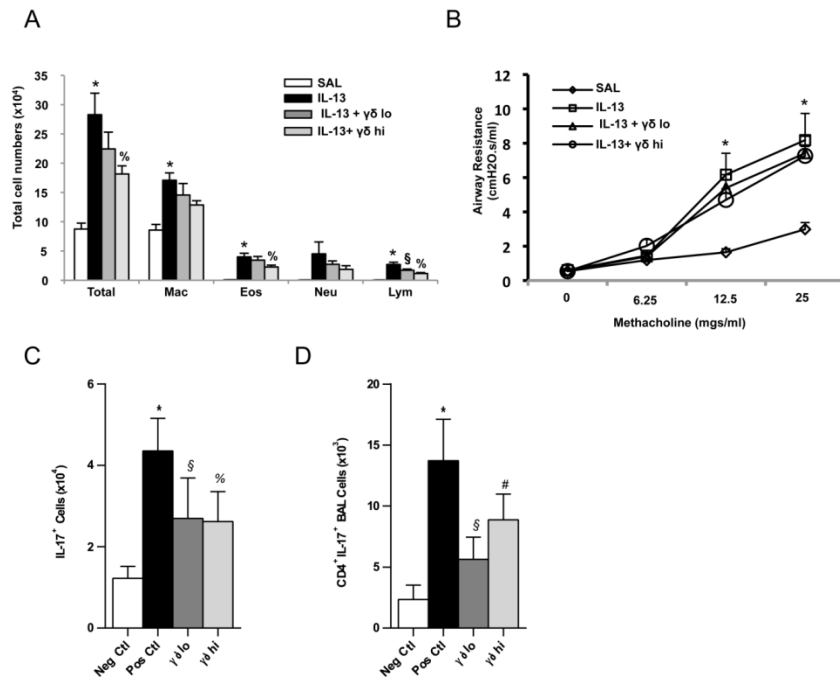 A
Total cell numbers (x10⁴)
35
30
25
20
15
10
5
0
Total Mac Eos Neu Lym
SAL
IL-13
IL-13 + γδ lo
IL-13+ γδ hi
* % * * % * § %
B
Airway Resistance
(cmH2O.s/ml)
12
10
8
6
4
2
0
0 6.25 12.5 25
Methacholine (mgs/ml)
SAL
IL-13
IL-13 + γδ lo
IL-13+ γδ hi
* *
C
IL-17⁺ Cells (x10⁴)
6
4
2
0
* § %
Neg Ctl Pos Ctl γδ lo γδ hi
D
CD4⁺IL-17⁺ BAL Cells (x10³)
20
15
10
5
0
* § #
Neg Ctl Pos Ctl γδ lo γδ hi